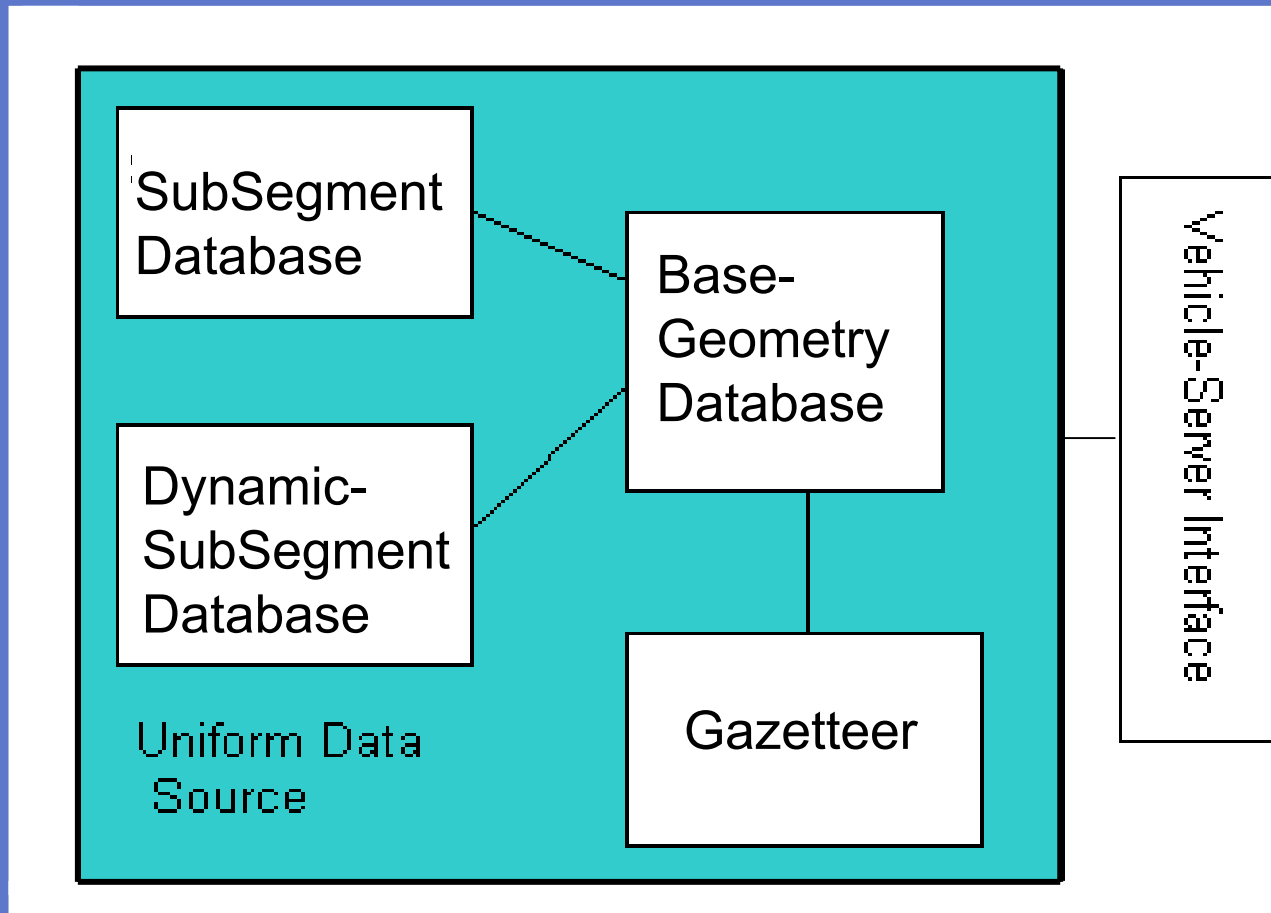 SubSegment
Database
Base-
Geometry
Database
Dynamic-
SubSegment
Database
Gazetteer
Uniform Data
Source
Vehicle-Server Interface